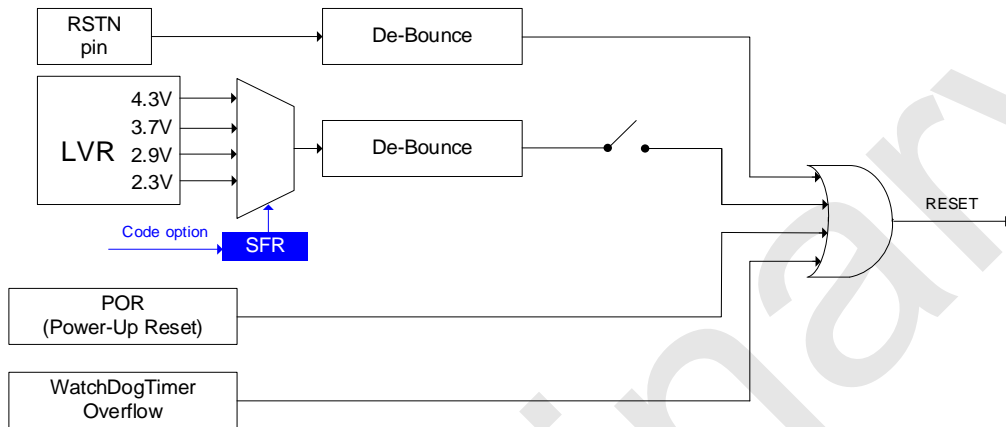 RSTN
pin
De-Bounce
LVR
4.3V
3.7V
2.9V
2.3V
De-Bounce
Code option
SFR
RESET
POR
(Power-Up Reset)
WatchDogTimer
Overflow
inary